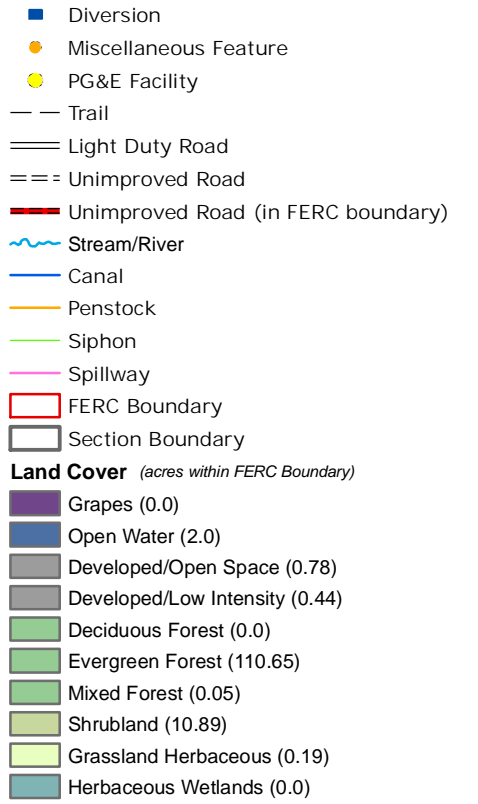 Diversion
Miscellaneous Feature
PG&E Facility
Trail
Light Duty Road
Unimproved Road
Unimproved Road (in FERC boundary)
Stream/River
Canal
Penstock
Siphon
Spillway
FERC Boundary
Section Boundary
Land Cover (acres within FERC Boundary)
Grapes (0.0)
Open Water (2.0)
Developed/Open Space (0.78)
Developed/Low Intensity (0.44)
Deciduous Forest (0.0)
Evergreen Forest (110.65)
Mixed Forest (0.05)
Shrubland (10.89)
Grassland Herbaceous (0.19)
Herbaceous Wetlands (0.0)